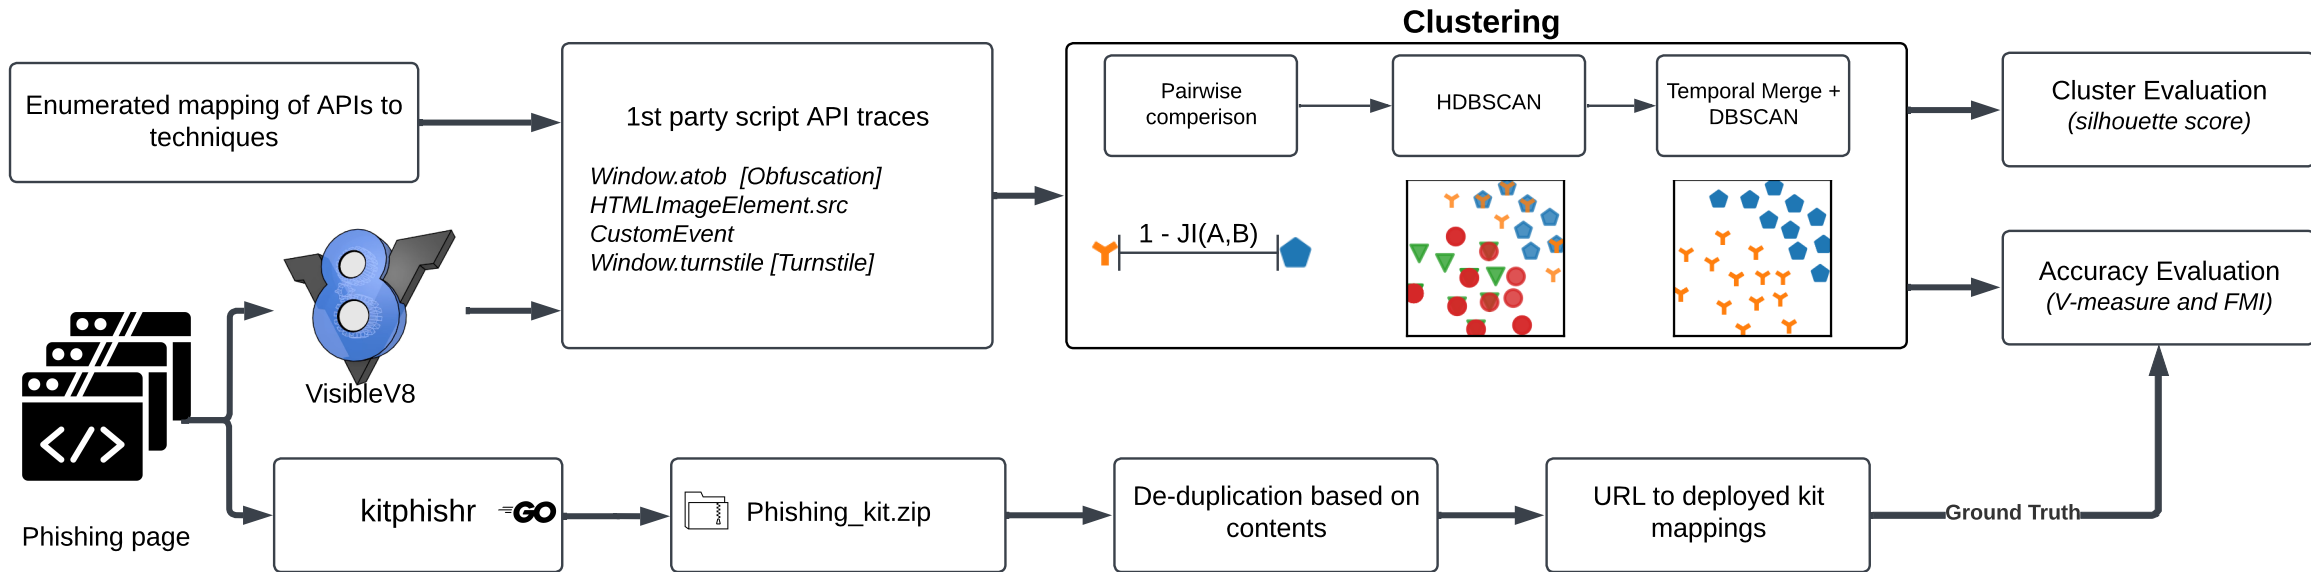 Clustering
Enumerated mapping of APIs to
techniques
1st party script API traces
Window.atob [Obfuscation]
HTMLImageElement.src
CustomEvent
Window.turnstile [Turnstile]
Pairwise
comparison
HDBSCAN
Temporal Merge +
DBSCAN
1 - JI(A,B)
Cluster Evaluation
(silhouette score)
Accuracy Evaluation
(V-measure and FMI)
VisibleV8
</>
Phishing page
kitphishr
GO
Phishing_kit.zip
De-duplication based on
contents
URL to deployed kit
mappings
Ground Truth